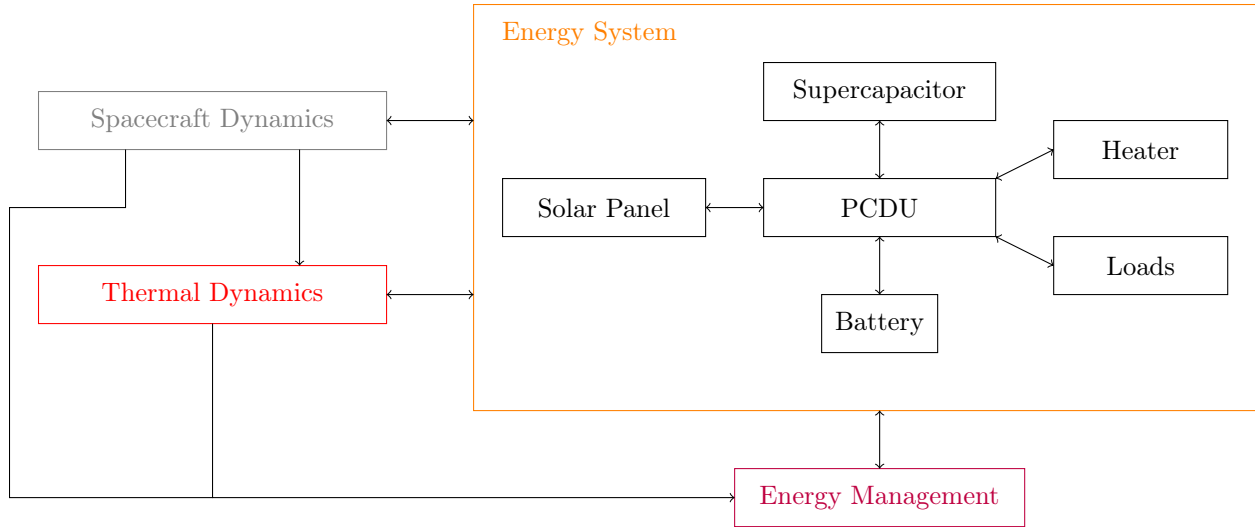 Energy System
Supercapacitor
Spacecraft Dynamics
Heater
Solar Panel
PCDU
Loads
Thermal Dynamics
Battery
Energy Management